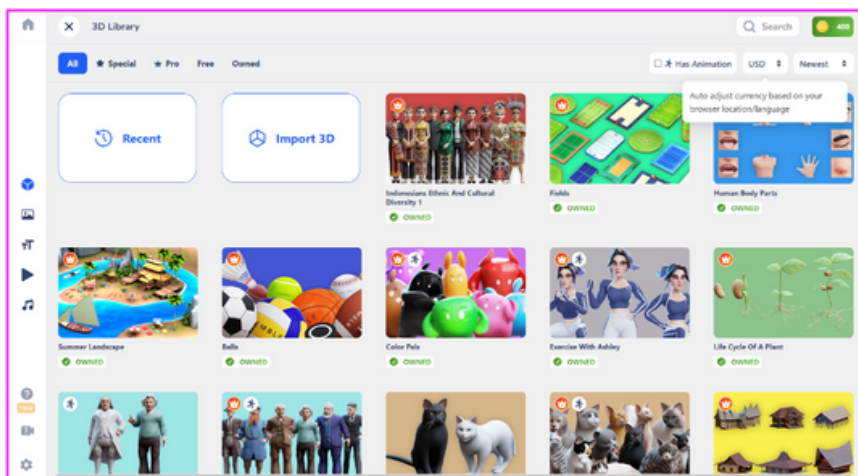 3D Library
Search
400
All
Special
Pro
Free
Owned
Has Animation
USD
Newest
Auto adjust currency based on your
browser location/language
Recent
Import 3D
Indonesians Ethnic And Cultural
Diversity 1
OWNED
Fields
OWNED
Human Body Parts
OWNED
Summer Landscape
OWNED
Balls
OWNED
Color Pals
OWNED
Exercise With Ashley
OWNED
Life Cycle Of A Plant
OWNED